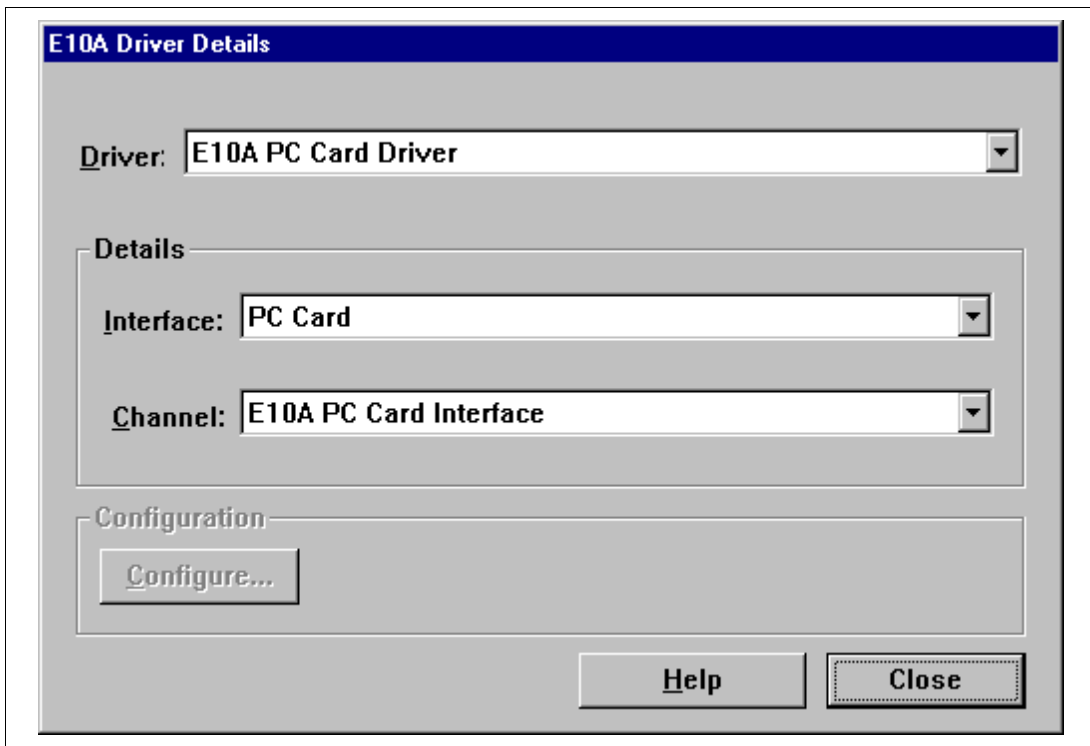 E10A Driver Details
Driver: E10A PC Card Driver
Details
Interface: PC Card
Channel: E10A PC Card Interface
Configuration
Configure...
Help Close